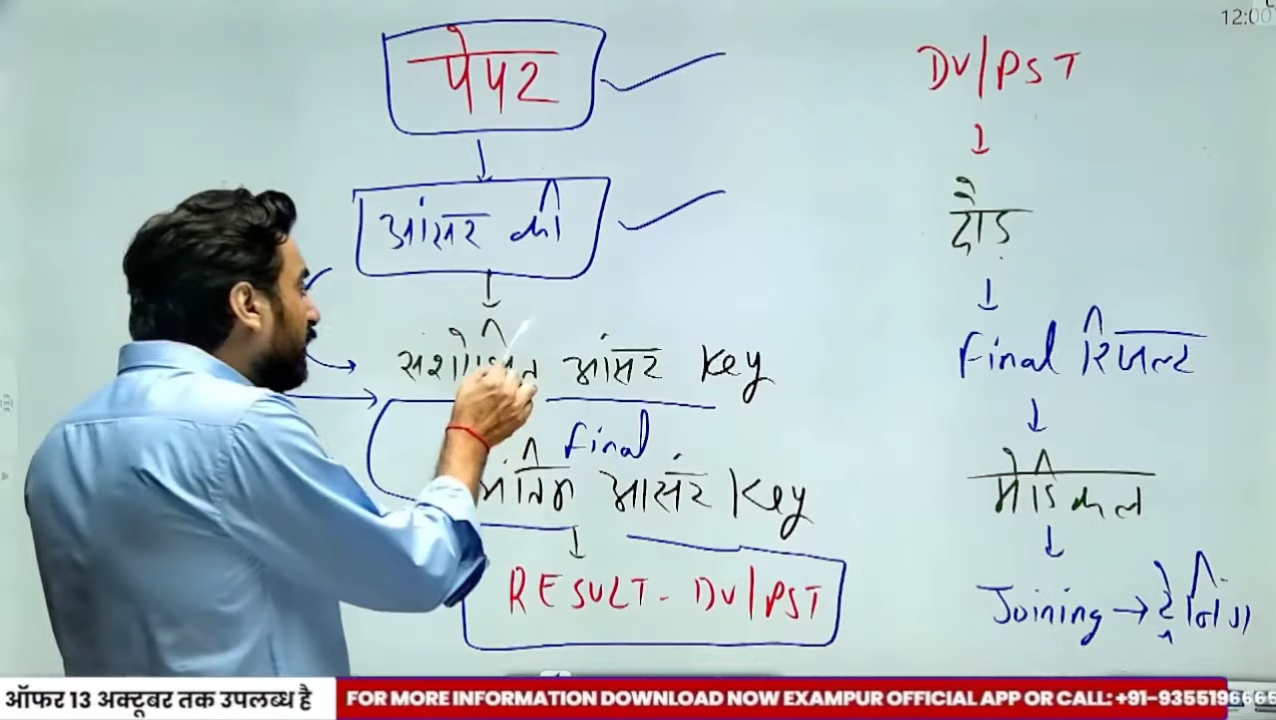 12:00
पेपर
आंसर की
संशोधित आंसर Key
Final
अंतिम आसंर Key
RESULT - DV/PST
DV/PST
दौड
Final रिजल्ट
मेडिकल
Joining → ट्रेनिंग
ऑफर 13 अक्टूबर तक उपलब्ध है
FOR MORE INFORMATION DOWNLOAD NOW EXAMPUR OFFICIAL APP OR CALL: +91-9355196665